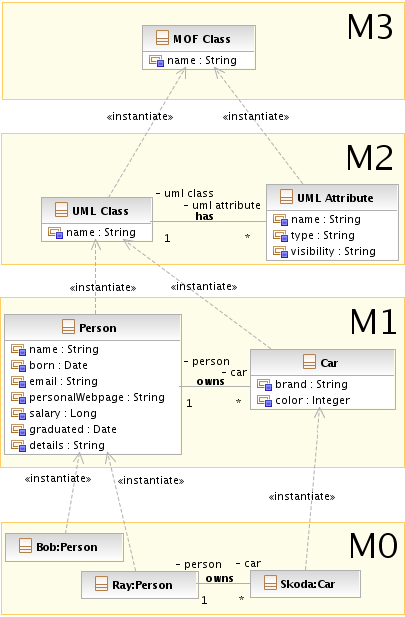 M3
MOF Class
name : String
«instantiate»
«instantiate»
M2
- uml class
- uml attribute
has
1
*
UML Class
name : String
UML Attribute
name : String
type : String
visibility : String
«instantiate»
«instantiate»
M1
Person
name : String
born : Date
email : String
personalWebpage : String
salary : Long
graduated : Date
details : String
- person
- car
owns
1
*
Car
brand : String
color : Integer
«instantiate»
«instantiate»
«instantiate»
M0
Bob:Person
Ray:Person
- person
- car
owns
1
*
Skoda:Car